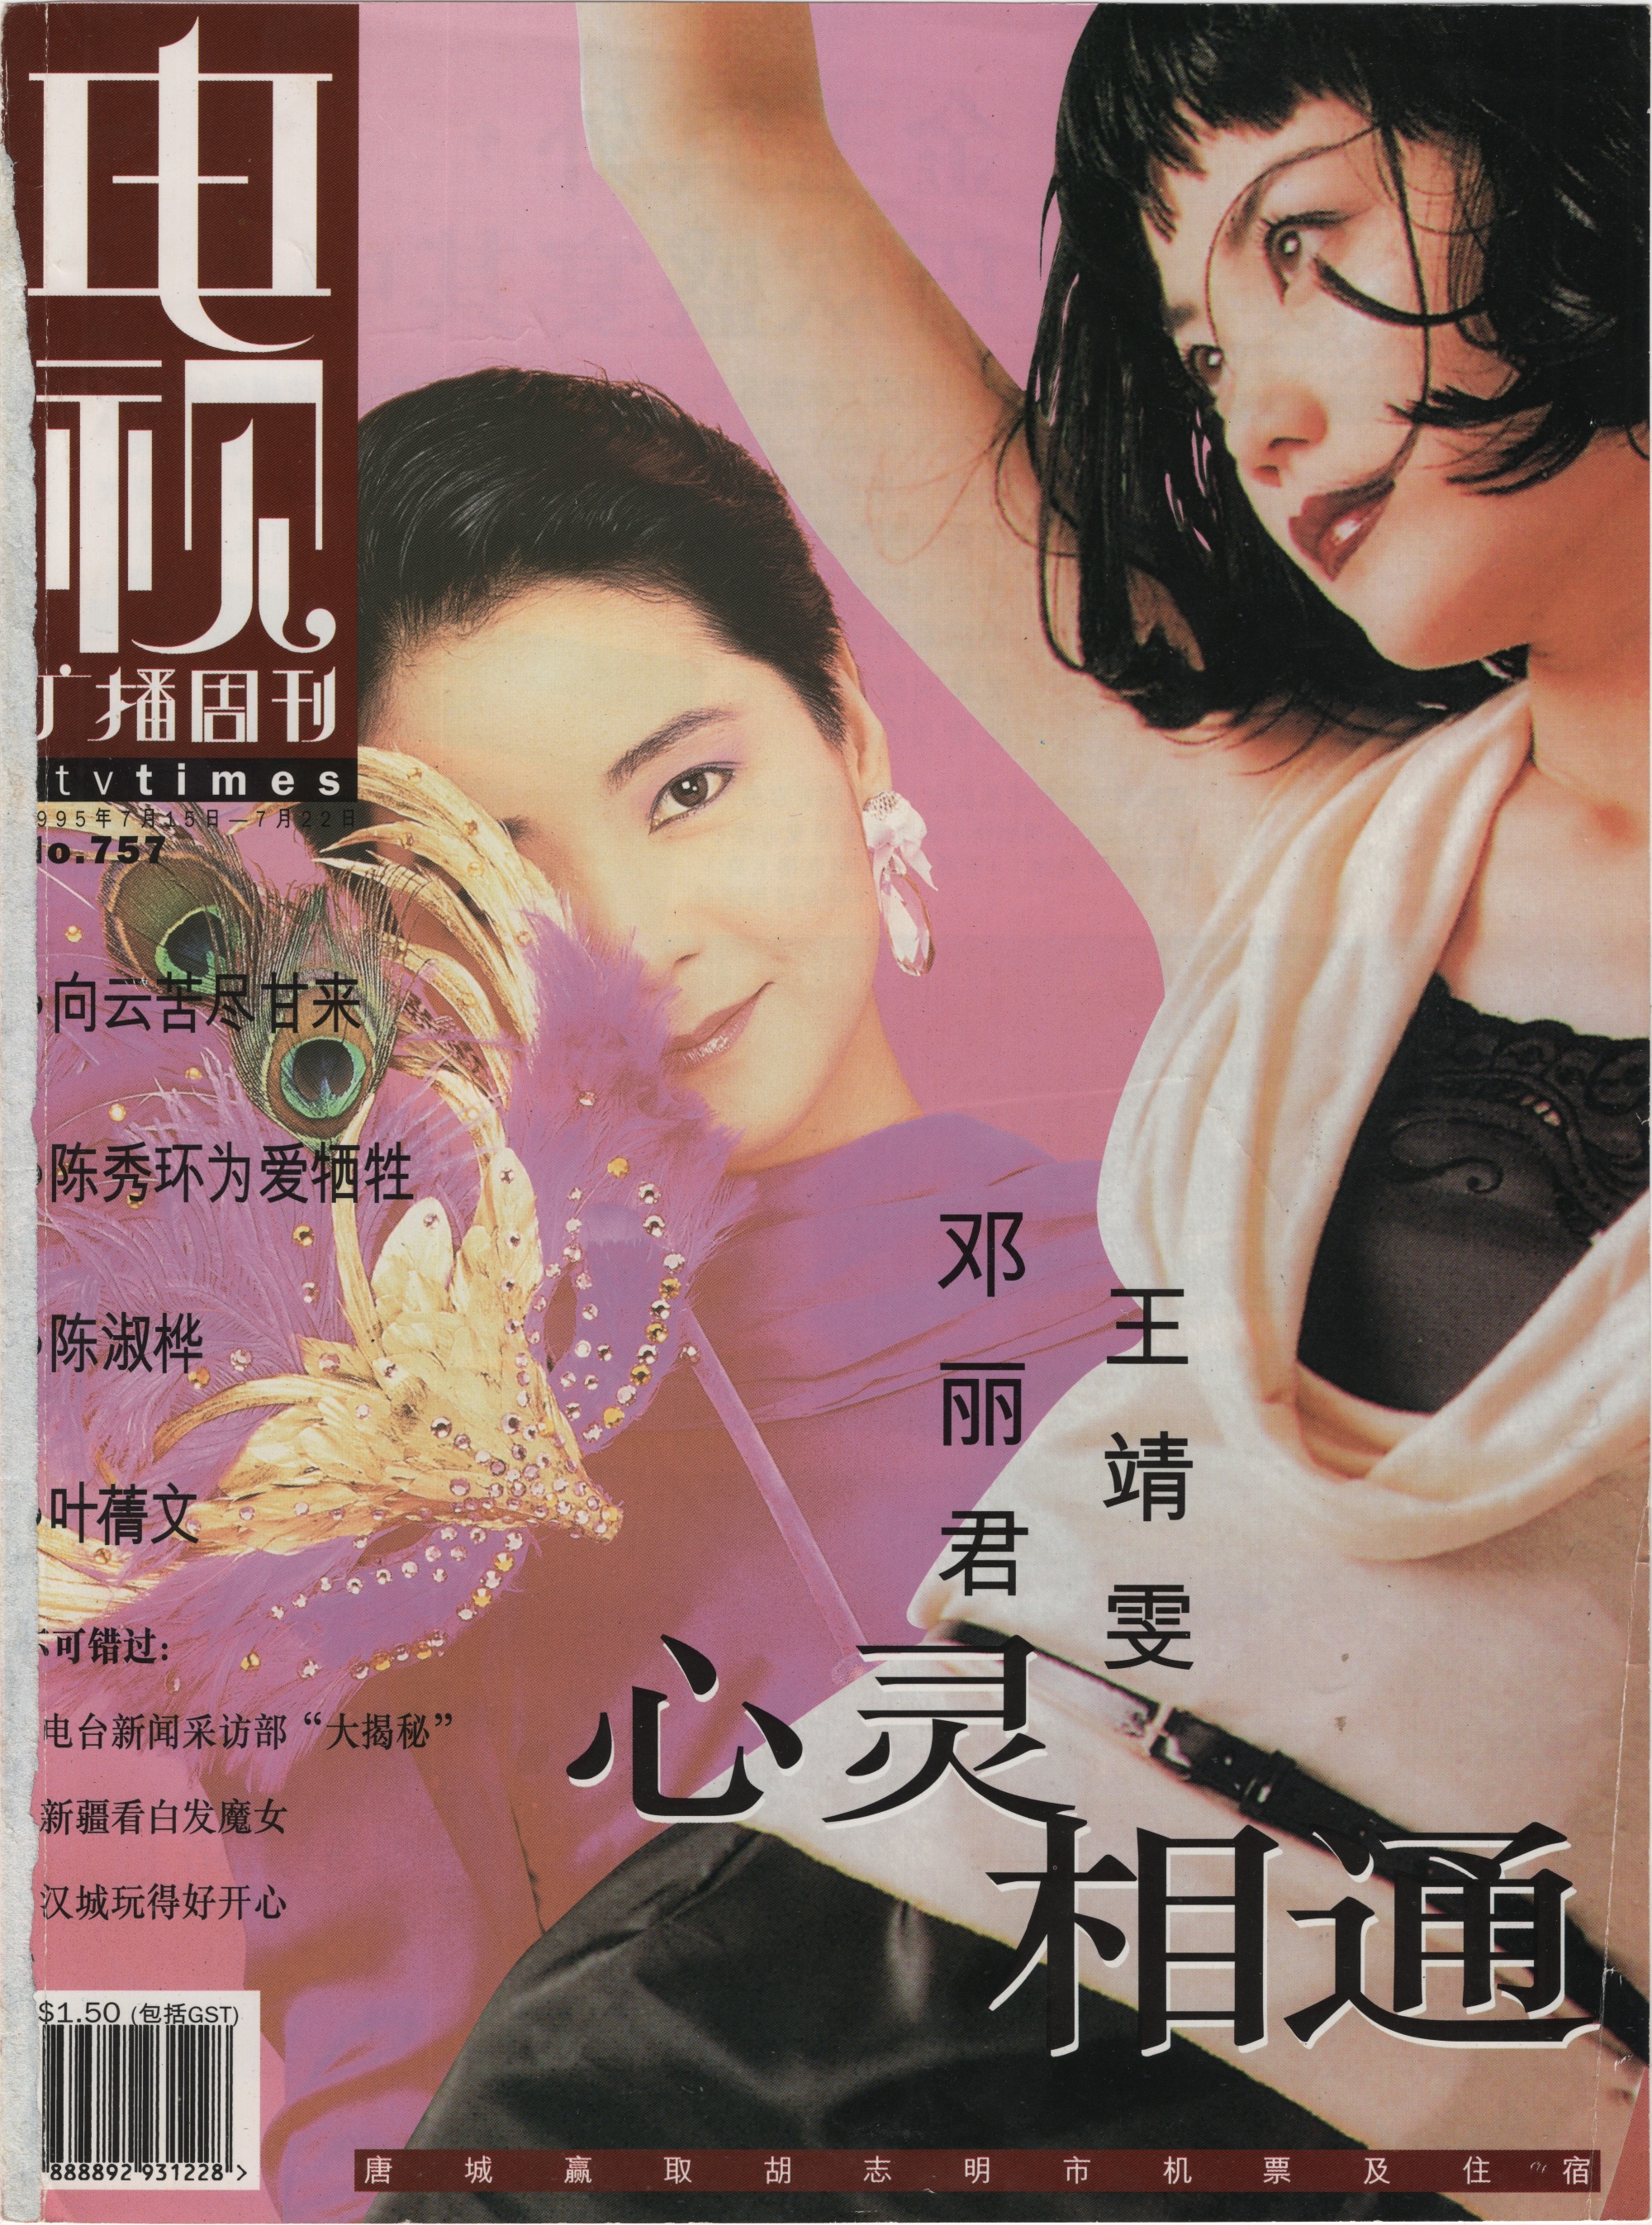 电视
广播周刊
tvtimes
995年7月15日—7月22日
No.757
向云苦尽甘来
陈秀环为爱牺牲
陈淑桦
叶蒨文
不可错过：
电台新闻采访部“大揭秘”
新疆看白发魔女
汉城玩得好开心
邓丽君
王靖雯
心灵
相通
$1.50 (包括GST)
888892 931228 >
唐城赢取胡志明市机票及住宿